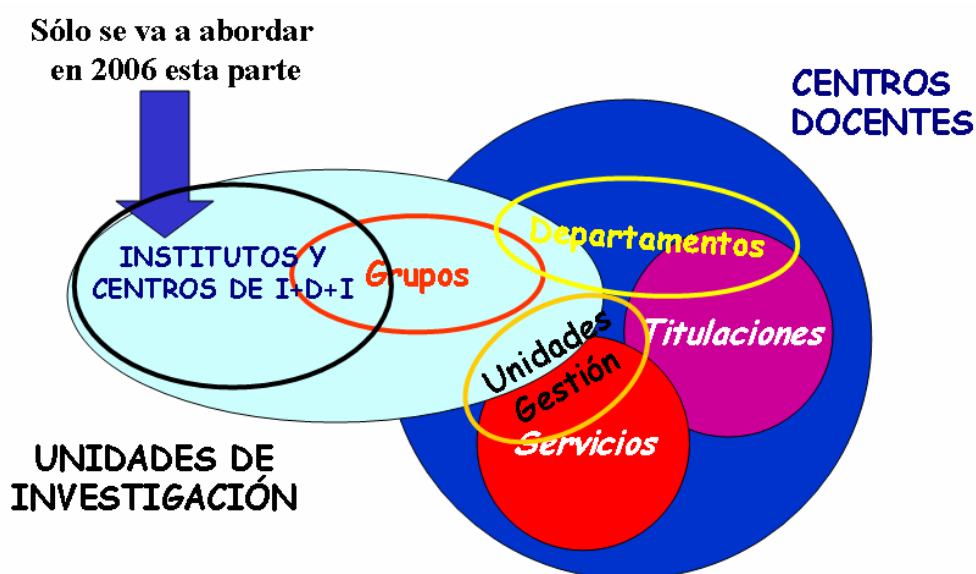 Sólo se va a abordar
en 2006 esta parte
CENTROS
DOCENTES
Departamentos
INSTITUTOS Y
CENTROS DE I+D+I
Grupos
Titulaciones
Unidades
Gestión
Servicios
UNIDADES DE
INVESTIGACIÓN